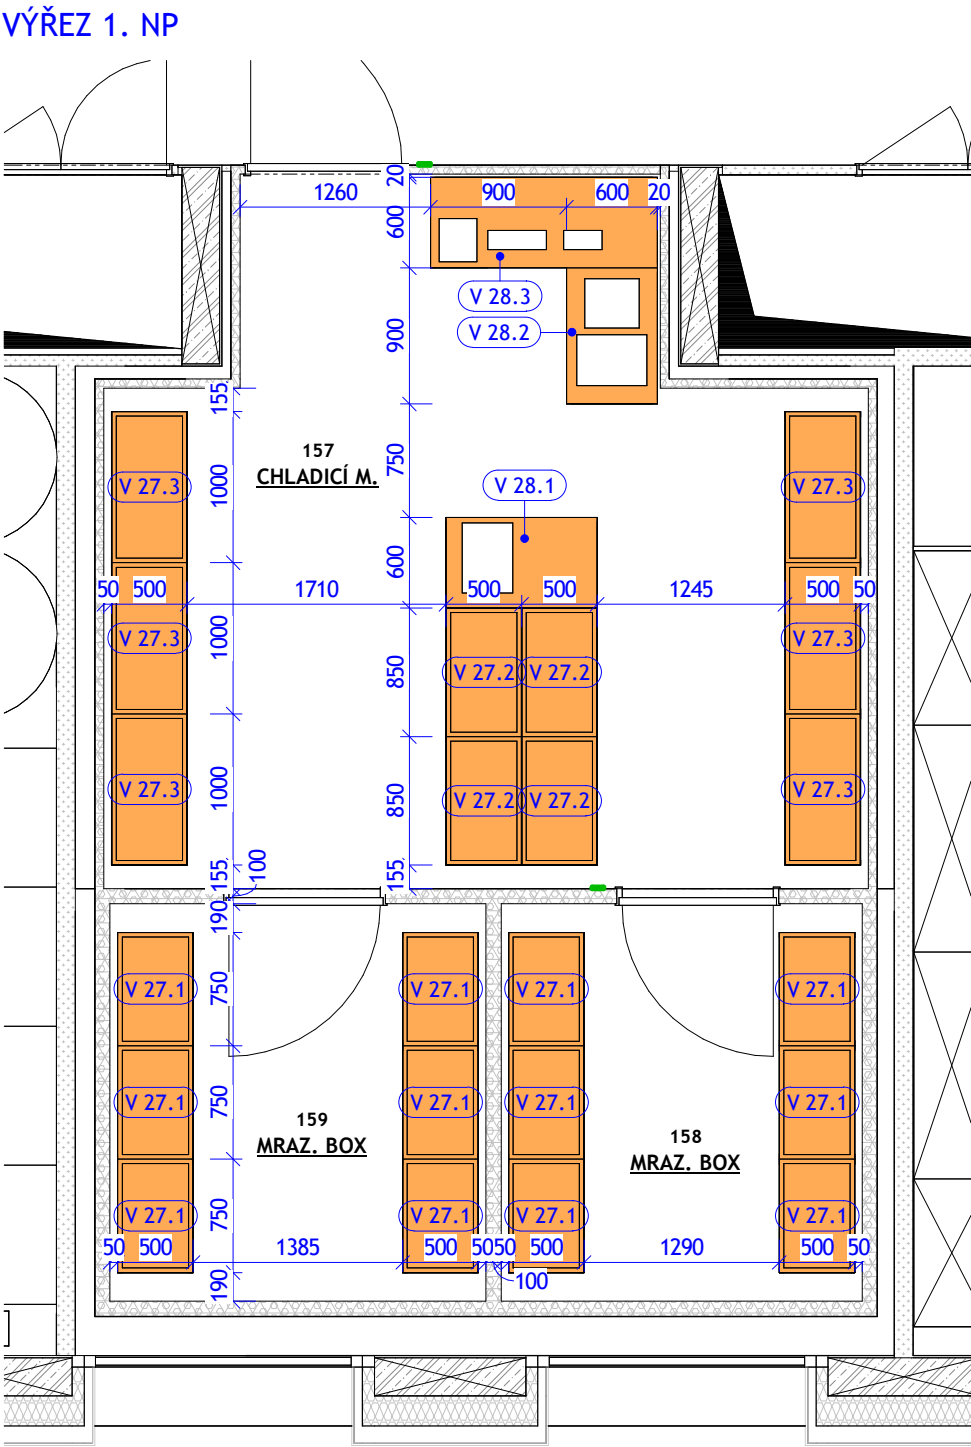 VÝŘEZ 1. NP
20
1260
900
600
20
600
V 28.3
V 28.2
900
155
157
CHLADICÍ M.
750
V 28.1
V 27.3
1000
V 27.3
600
50
500
1710
500
500
1245
500
50
V 27.3
1000
V 27.3
850
V 27.2
V 27.2
V 27.3
1000
850
V 27.2
V 27.2
V 27.3
155
100
155
190
V 27.1
750
V 27.1
V 27.1
V 27.1
V 27.1
750
V 27.1
V 27.1
V 27.1
159
MRAZ. BOX
158
MRAZ. BOX
V 27.1
750
V 27.1
V 27.1
V 27.1
50
500
1385
500
50
50
500
1290
500
50
190
100